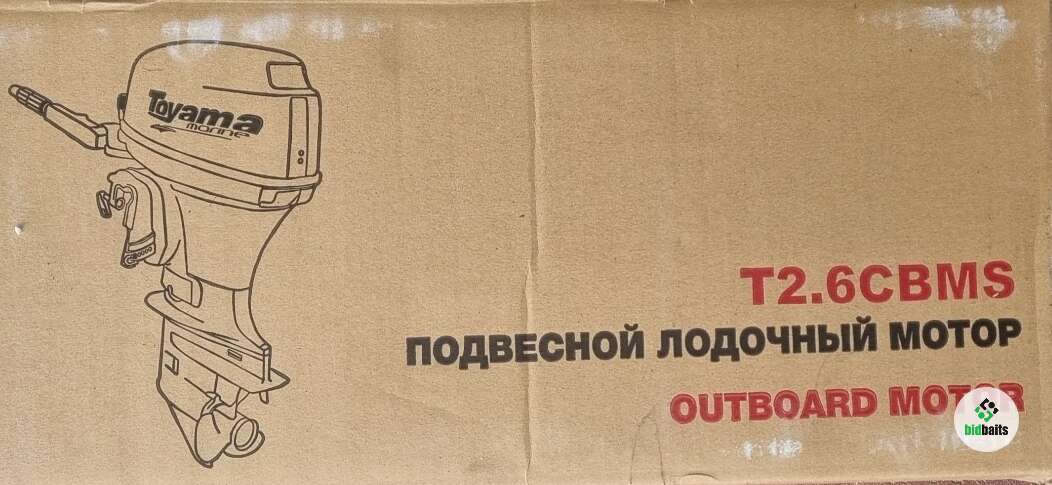 Toyama
marine
T2.6CBMS
ПОДВЕСНОЙ ЛОДОЧНЫЙ МОТОР
OUTBOARD MOTOR
bidbaits